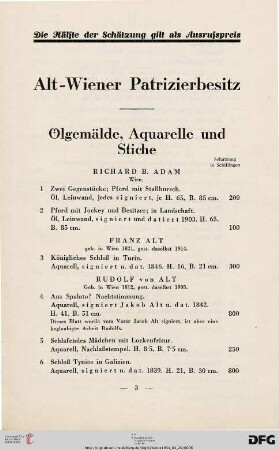 Die Hälfte der Schätzung gilt als Ausrufspreis
Alt-Wiener Patrizierbesitz
Ölgemälde, Aquarelle und
Stiche
Schätzung
in Schillingen
RICHARD B. ADAM
Wien.
1 Zwei Gegenstücke; Pferd mit Stallbursch.
Öl, Leinwand, jedes signiert, je H. 65, B. 85 cm. 200
2 Pferd mit Jockey und Besitzer; in Landschaft.
Öl, Leinwand, signiert und datiert 1903. H. 65.
B. 85 cm. 100
FRANZ ALT
geb. in Wien 1821, gest. daselbst 1914.
3 Königliches Schloß in Turin.
Aquarell, signiert u. dat. 1846. H. 16, B. 21 cm. 300
RUDOLF von ALT
Geb. in Wien 1812, gest. daselbst 1905.
4 Aus Spalato? Nachtstimmung.
Aquarell, signiert Jakob Alt u. dat. 1842.
H. 41, B. 51 cm. 800
Dieses Blatt wurde vom Vater Jakob Alt signiert, ist aber eine
beglaubigte Arbeit Rudolfs.
5 Schlafendes Mädchen mit Lockenfrisur.
Aquarell, Nachlaßstempel. H. 8·5, B. 7·5 cm. 250
6 Schloß Tyniec in Galizien.
Aquarell, signiert u. dat. 1839. H. 21, B. 30 cm. 800
— 3 —
UNIVERSITÄTS-
BIBLIOTHEK
HEIDELBERG
DFG